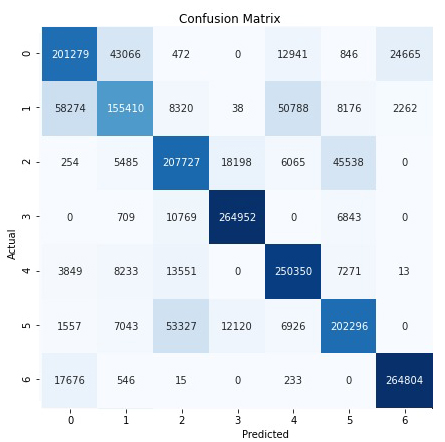 Confusion Matrix
0 201279 43066 472 0 12941 846 24665
1 58274 155410 8320 38 50788 8176 2262
2 254 5485 207727 18198 6065 45538 0
3 0 709 10769 264952 0 6843 0
4 3849 8233 13551 0 250350 7271 13
5 1557 7043 53327 12120 6926 202296 0
6 17676 546 15 0 233 0 264804
Actual
0 1 2 3 4 5 6
Predicted